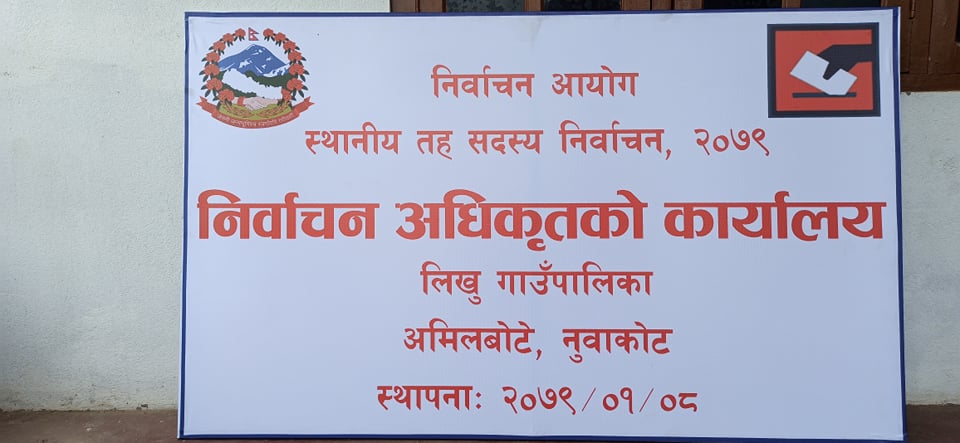 निर्वाचन आयोग
स्थानीय तह सदस्य निर्वाचन, २०७९
निर्वाचन अधिकृतको कार्यालय
लिखु गाउँपालिका
अमिलबोटे, नुवाकोट
स्थापना: २०७९/०१/०८